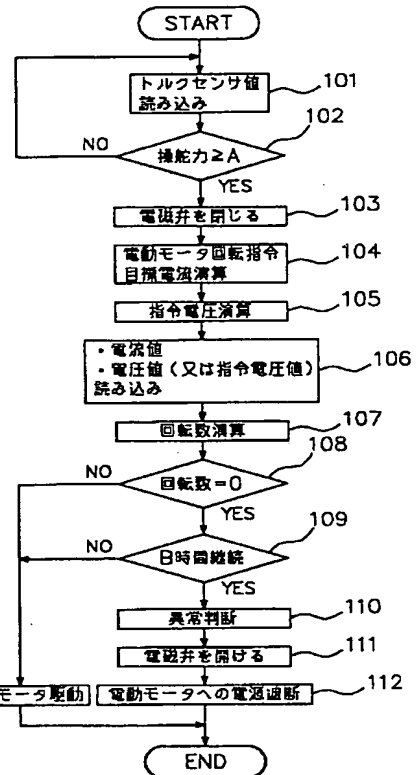 START
トルクセンサ値
読み込み
101
102
操舵力≧A
NO
YES
電磁弁を閉じる
103
電動モータ回転指令
目標電流演算
104
指令電圧演算
105
・電流値
・電圧値(又は指令電圧値)
読み込み
106
回転数演算
107
108
回転数=0
NO
YES
109
B時間継続
NO
YES
異常判断
110
電磁弁を開ける
111
モータ駆動
電動モータへの電源遮断
112
END